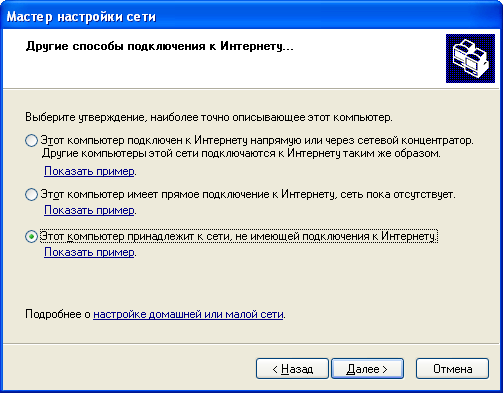 Мастер настройки сети
Другие способы подключения к Интернету...
Выберите утверждение, наиболее точно описывающее этот компьютер.
Этот компьютер подключен к Интернету напрямую или через сетевой концентратор.
Другие компьютеры этой сети подключаются к Интернету таким же образом.
Показать пример.
Этот компьютер имеет прямое подключение к Интернету, сеть пока отсутствует.
Показать пример.
Этот компьютер принадлежит к сети, не имеющей подключения к Интернету.
Показать пример.
Подробнее о настройке домашней или малой сети.
< Назад
Далее >
Отмена